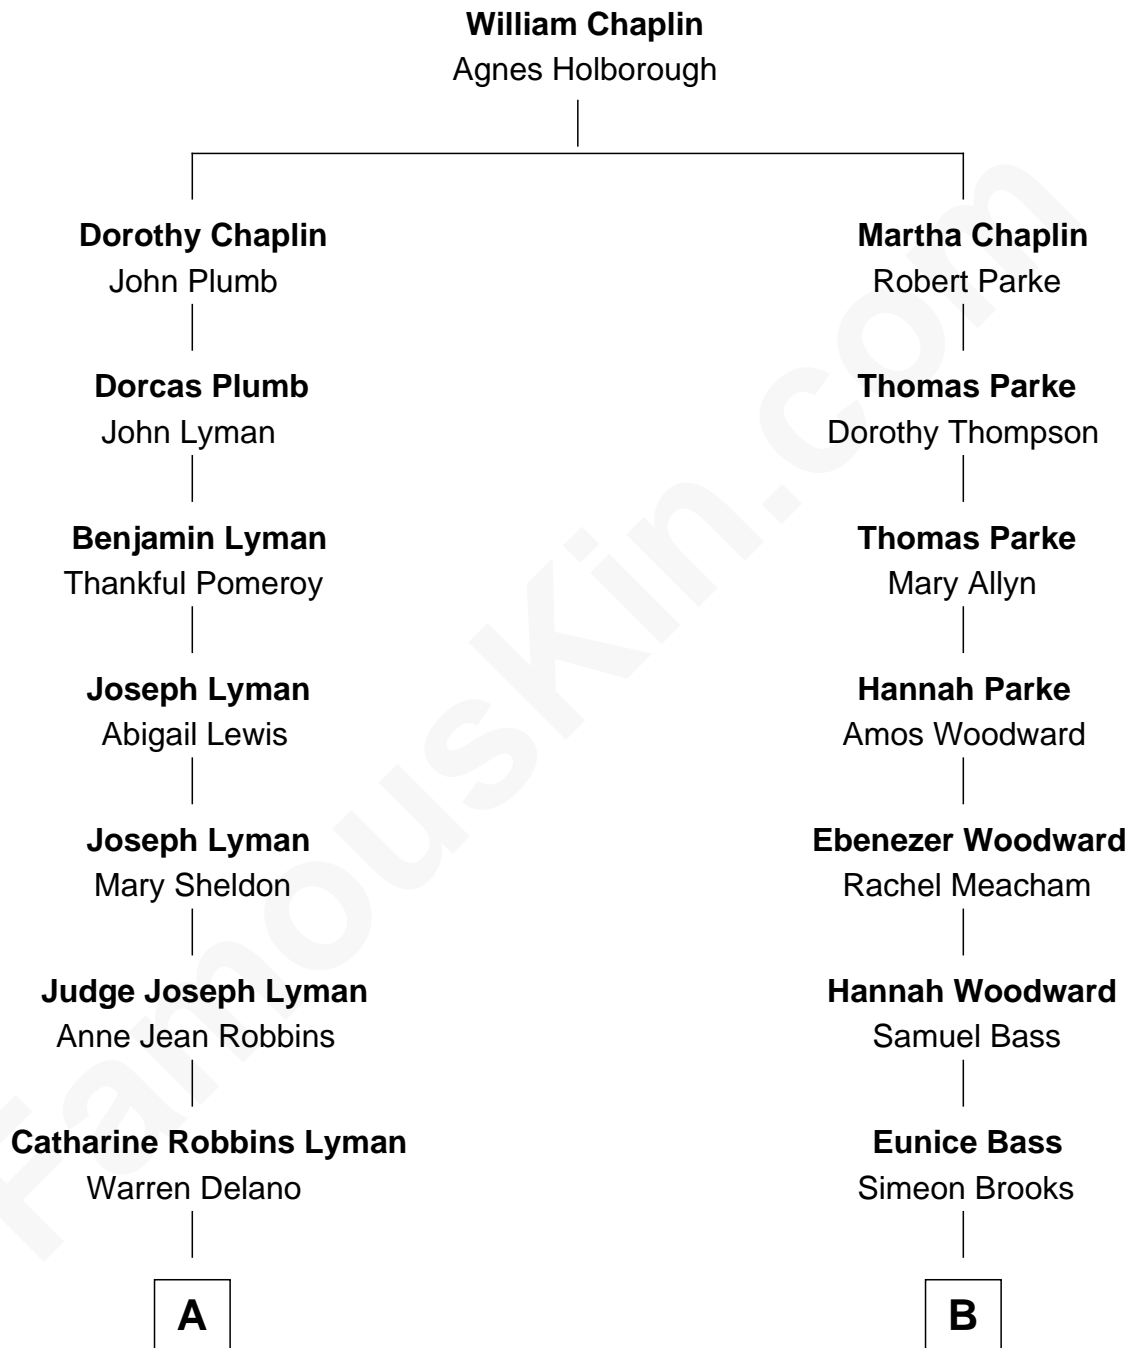 William Chaplin
Agnes Holborough
Dorothy Chaplin
John Plumb
Martha Chaplin
Robert Parke
Dorcas Plumb
John Lyman
Thomas Parke
Dorothy Thompson
Benjamin Lyman
Thankful Pomeroy
Thomas Parke
Mary Allyn
Joseph Lyman
Abigail Lewis
Hannah Parke
Amos Woodward
Joseph Lyman
Mary Sheldon
Ebenezer Woodward
Rachel Meacham
Judge Joseph Lyman
Anne Jean Robbins
Hannah Woodward
Samuel Bass
Catharine Robbins Lyman
Warren Delano
Eunice Bass
Simeon Brooks
A
B
FamousKin.com